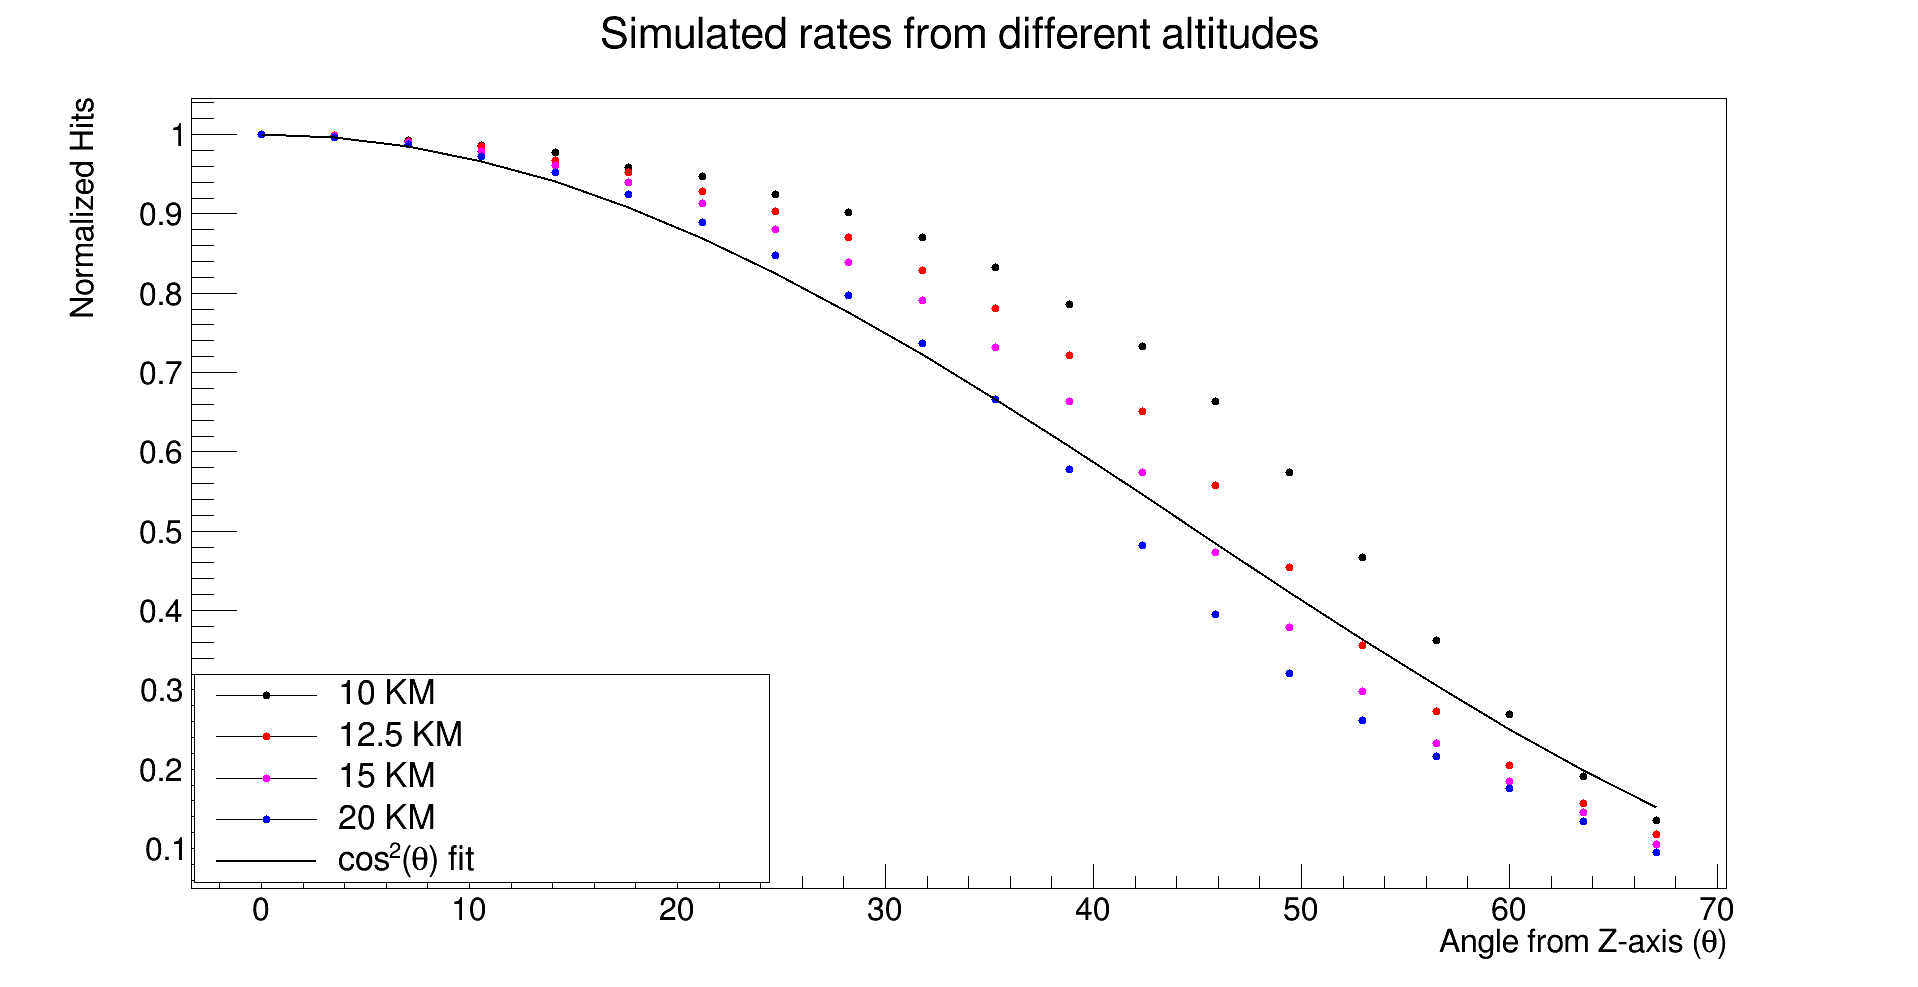 Simulated rates from different altitudes
Normalized Hits
1
0.9
0.8
0.7
0.6
0.5
0.4
0.3
0.2
0.1
10 KM
12.5 KM
15 KM
20 KM
cos²(θ) fit
0 10 20 30 40 50 60 70
Angle from Z-axis (θ)